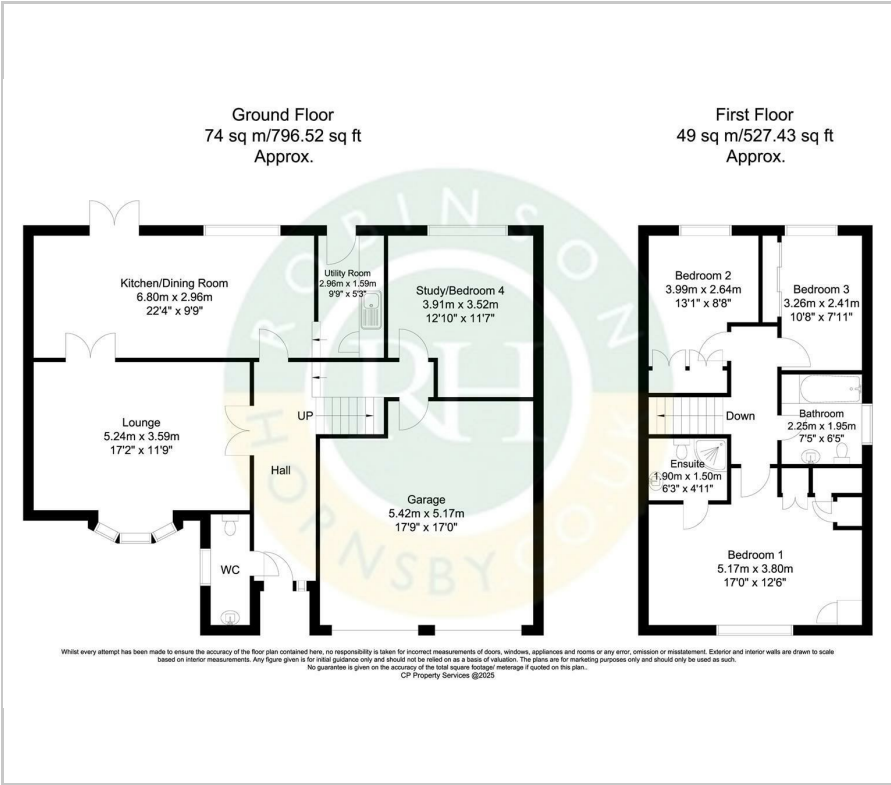 Ground Floor
74 sq m/796.52 sq ft
Approx.
First Floor
49 sq m/527.43 sq ft
Approx.
Kitchen/Dining Room
6.80m x 2.96m
22'4" x 9'9"
Utility Room
2.96m x 1.59m
9'9" x 5'3"
Study/Bedroom 4
3.91m x 3.52m
12'10" x 11'7"
Lounge
5.24m x 3.59m
17'2" x 11'9"
UP
Hall
Garage
5.42m x 5.17m
17'9" x 17'0"
WC
Bedroom 2
3.99m x 2.64m
13'1" x 8'8"
Bedroom 3
3.26m x 2.41m
10'8" x 7'11"
Down
Bathroom
2.25m x 1.95m
7'5" x 6'5"
Ensuite
1.90m x 1.50m
6'3" x 4'11"
Bedroom 1
5.17m x 3.80m
17'0" x 12'6"
ROBINSON
RH
HORNSBY.CO.UK
Whilst every attempt has been made to ensure the accuracy of the floor plan contained here, no responsibility is taken for incorrect measurements of doors, windows, appliances and rooms or any error, omission or misstatement. Exterior and interior walls are drawn to scale
based on interior measurements. Any figure given is for initial guidance only and should not be relied on as a basis of valuation. The plans are for marketing purposes only and should only be used as such.
No guarantee is given on the accuracy of the total square footage/ meterage if quoted on this plan..
CP Property Services @2025